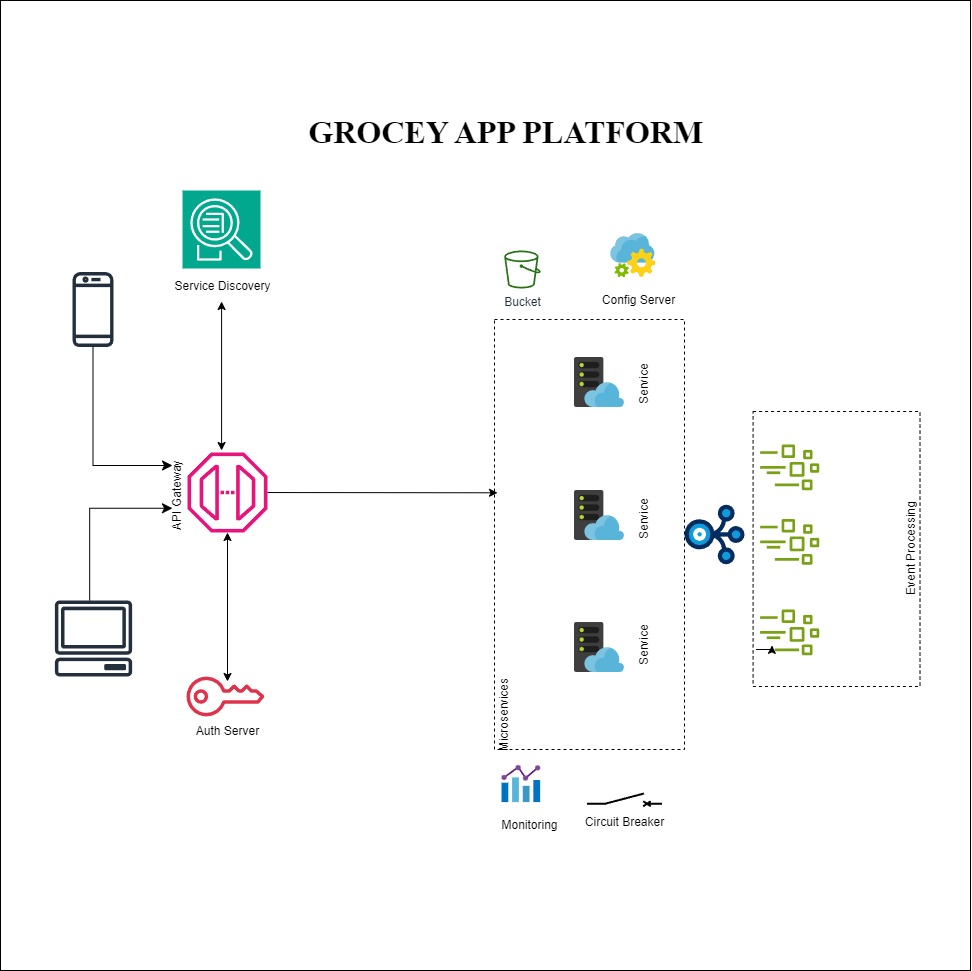 GROCEY APP PLATFORM
Service Discovery
Bucket
Config Server
Service
API Gateway
Service
Event Processing
Service
Microservices
Auth Server
Monitoring
Circuit Breaker